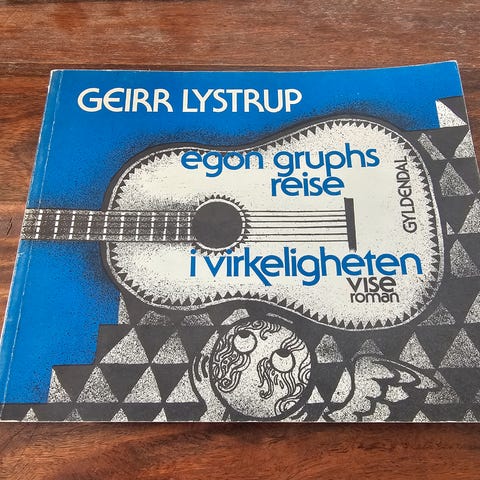 GEIRR LYSTRUP
egon gruphs
reise
i virkeligheten
vise
roman
GYLDENDAL